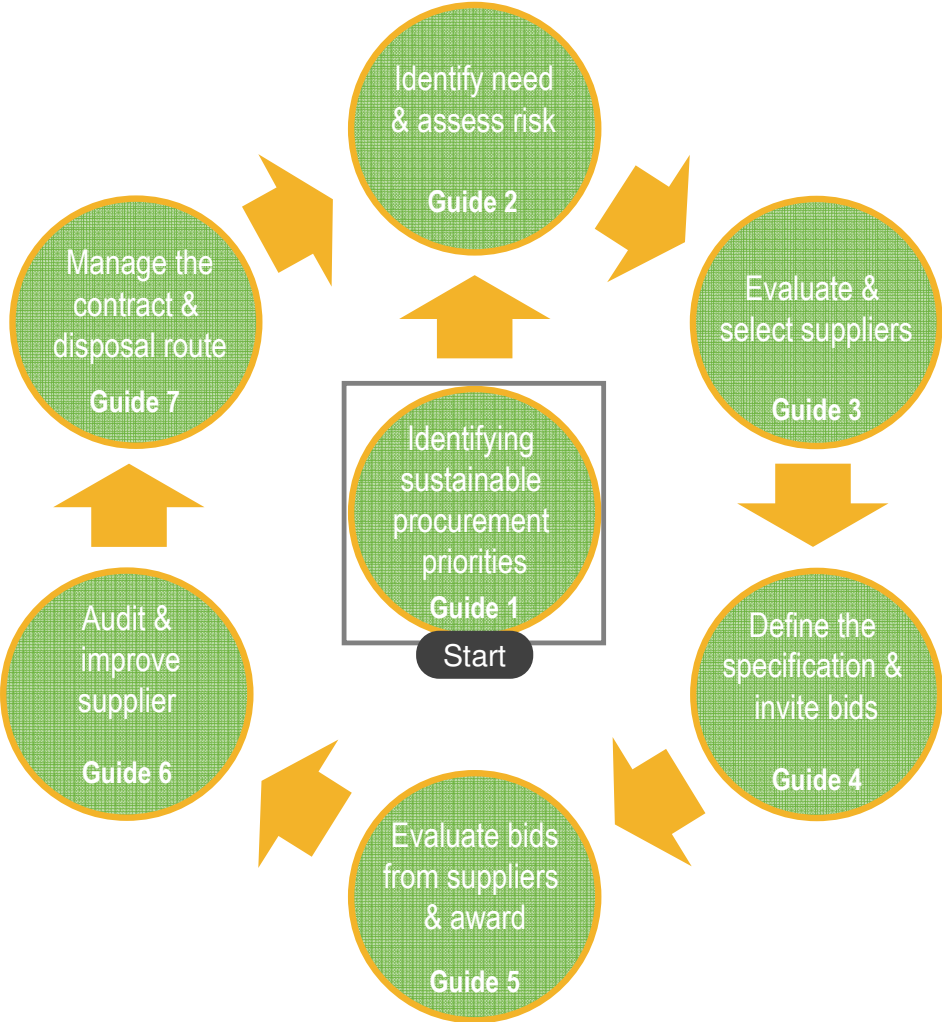 Identify need
& assess risk
Guide 2
Manage the
contract &
disposal route
Guide 7
Evaluate &
select suppliers
Guide 3
Identifying
sustainable
procurement
priorities
Guide 1
Start
Audit &
improve
supplier
Guide 6
Define the
specification &
invite bids
Guide 4
Evaluate bids
from suppliers
& award
Guide 5